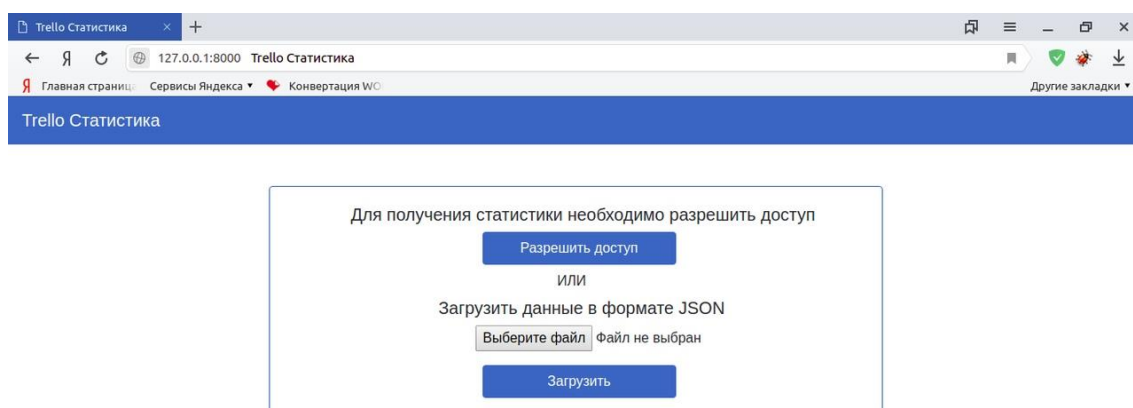 Trello Статистика
127.0.0.1:8000 Trello Статистика
Я Главная страниц Сервисы Яндекса Конвертация WO Другие закладки
Trello Статистика
Для получения статистики необходимо разрешить доступ
Разрешить доступ
ИЛИ
Загрузить данные в формате JSON
Выберите файл Файл не выбран
Загрузить